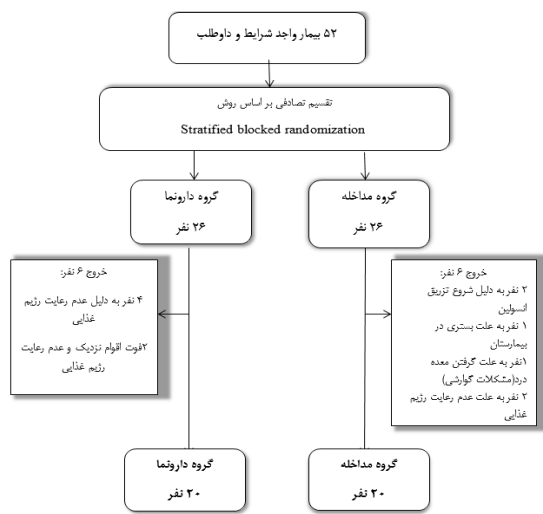 ۵۲ بیمار واجد شرایط و داوطلب
تقسیم تصادفی بر اساس روش
Stratified blocked randomization
گروه مداخله
۲۶ نفر
گروه دارونما
۲۶ نفر
خروج ۶ نفر:
۲ نفر به دلیل شروع تزریق
انسولین
۱ نفر به علت بستری در
بیمارستان
۱نفر به علت گرفتن معده
درد(مشکلات گوارشی)
۲ نفر به علت عدم رعایت رژیم
غذایی
خروج ۶ نفر:
۴ نفر به دلیل عدم رعایت رژیم
غذایی
۲فوت اقوام نزدیک و عدم رعایت
رژیم غذایی
گروه مداخله
۲۰ نفر
گروه دارونما
۲۰ نفر